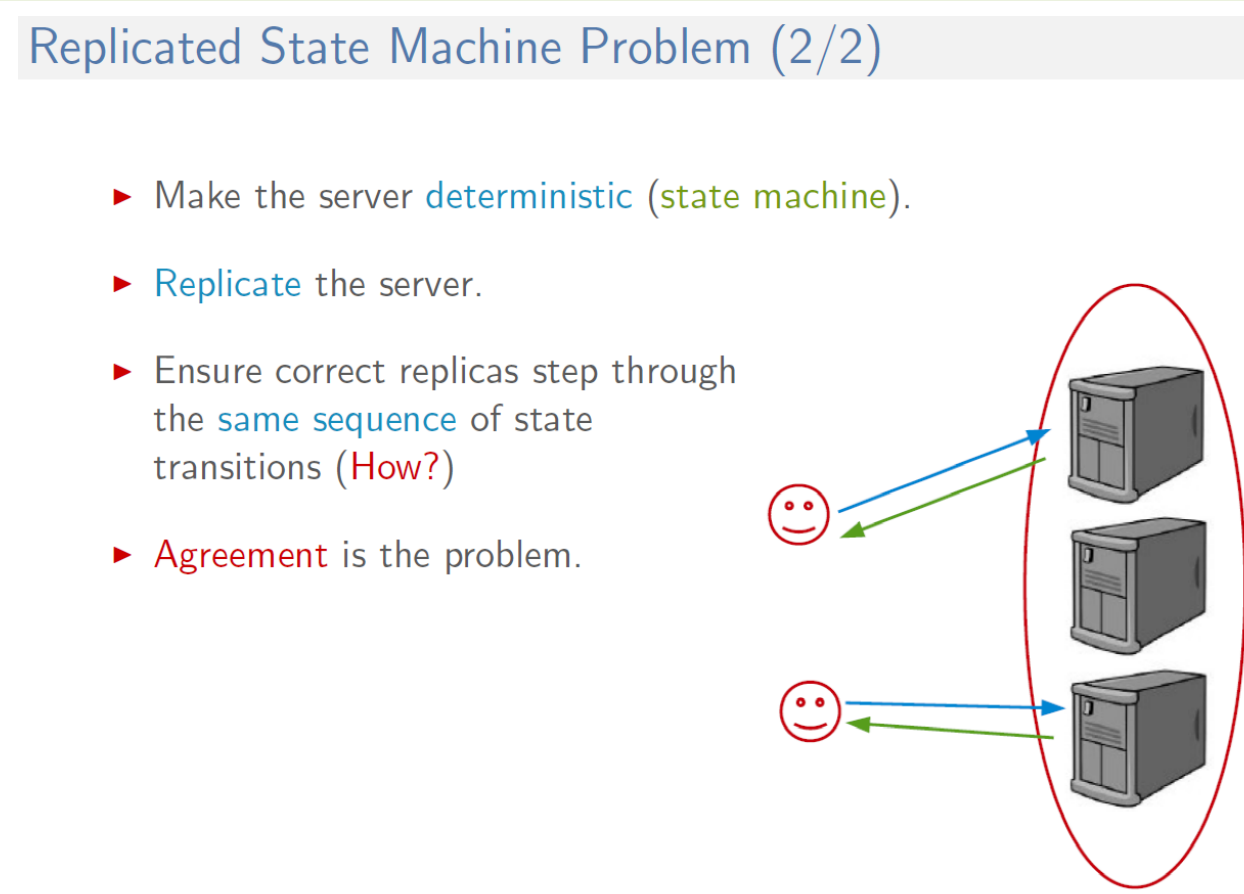 Replicated State Machine Problem (2/2)
► Make the server deterministic (state machine).
► Replicate the server.
► Ensure correct replicas step through
the same sequence of state
transitions (How?)
► Agreement is the problem.